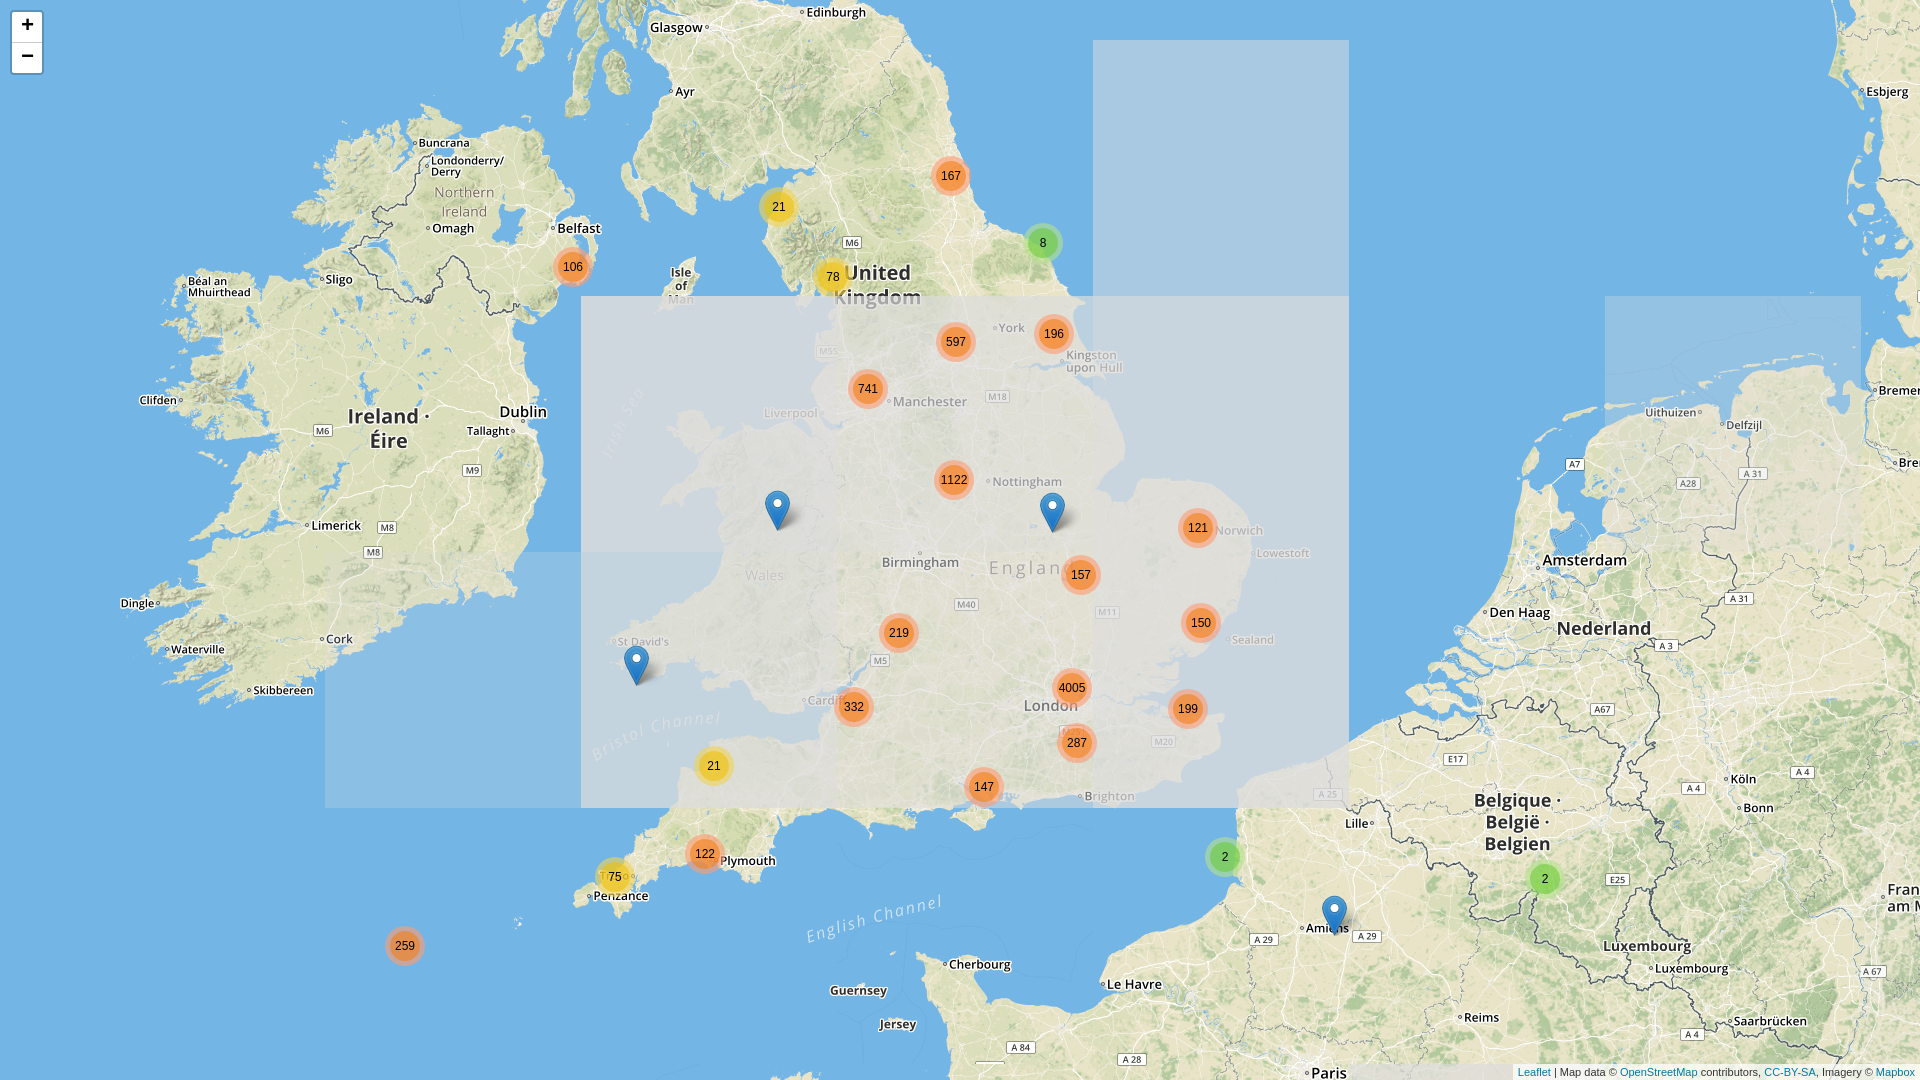 +
−
Edinburgh
Glasgow
Ayr
Esbjerg
Buncrana
Londonderry/
Derry
167
Northern
Ireland
21
Omagh
Belfast
M6
8
106
Isle
of
Man
78
United
Kingdom
Sligo
Béal an
Mhuirthead
York
196
597
M55
Kingston
upon Hull
741
M18
Manchester
Clifden
Liverpool
Dublin
Ireland ·
Éire
M6
Tallaght
Irish Sea
Uithuizen
Delfzijl
A7
A 31
A28
M9
1122
Nottingham
Limerick
M8
121
Norwich
M8
Lowestoft
Birmingham
Englan
157
Wales
Amsterdam
Dingle
M40
M11
A 31
Den Haag
150
Nederland
219
Cork
St David's
Sealand
A 3
Waterville
M5
Skibbereen
4005
Cardiff
332
London
199
A67
Bristol Channel
287
M20
E17
21
A 4
Köln
147
Brighton
A 25
A 4
Bonn
Belgique ·
België ·
Belgien
Lille
122
Plymouth
2
75
Penzance
2
E25
English Channel
Amiens
A 29
A 29
259
Luxembourg
Cherbourg
Luxembourg
A 67
Le Havre
Guernsey
Jersey
Reims
Saarbrücken
A 4
A 84
A 28
Paris
Leaflet | Map data © OpenStreetMap contributors, CC-BY-SA, Imagery © Mapbox